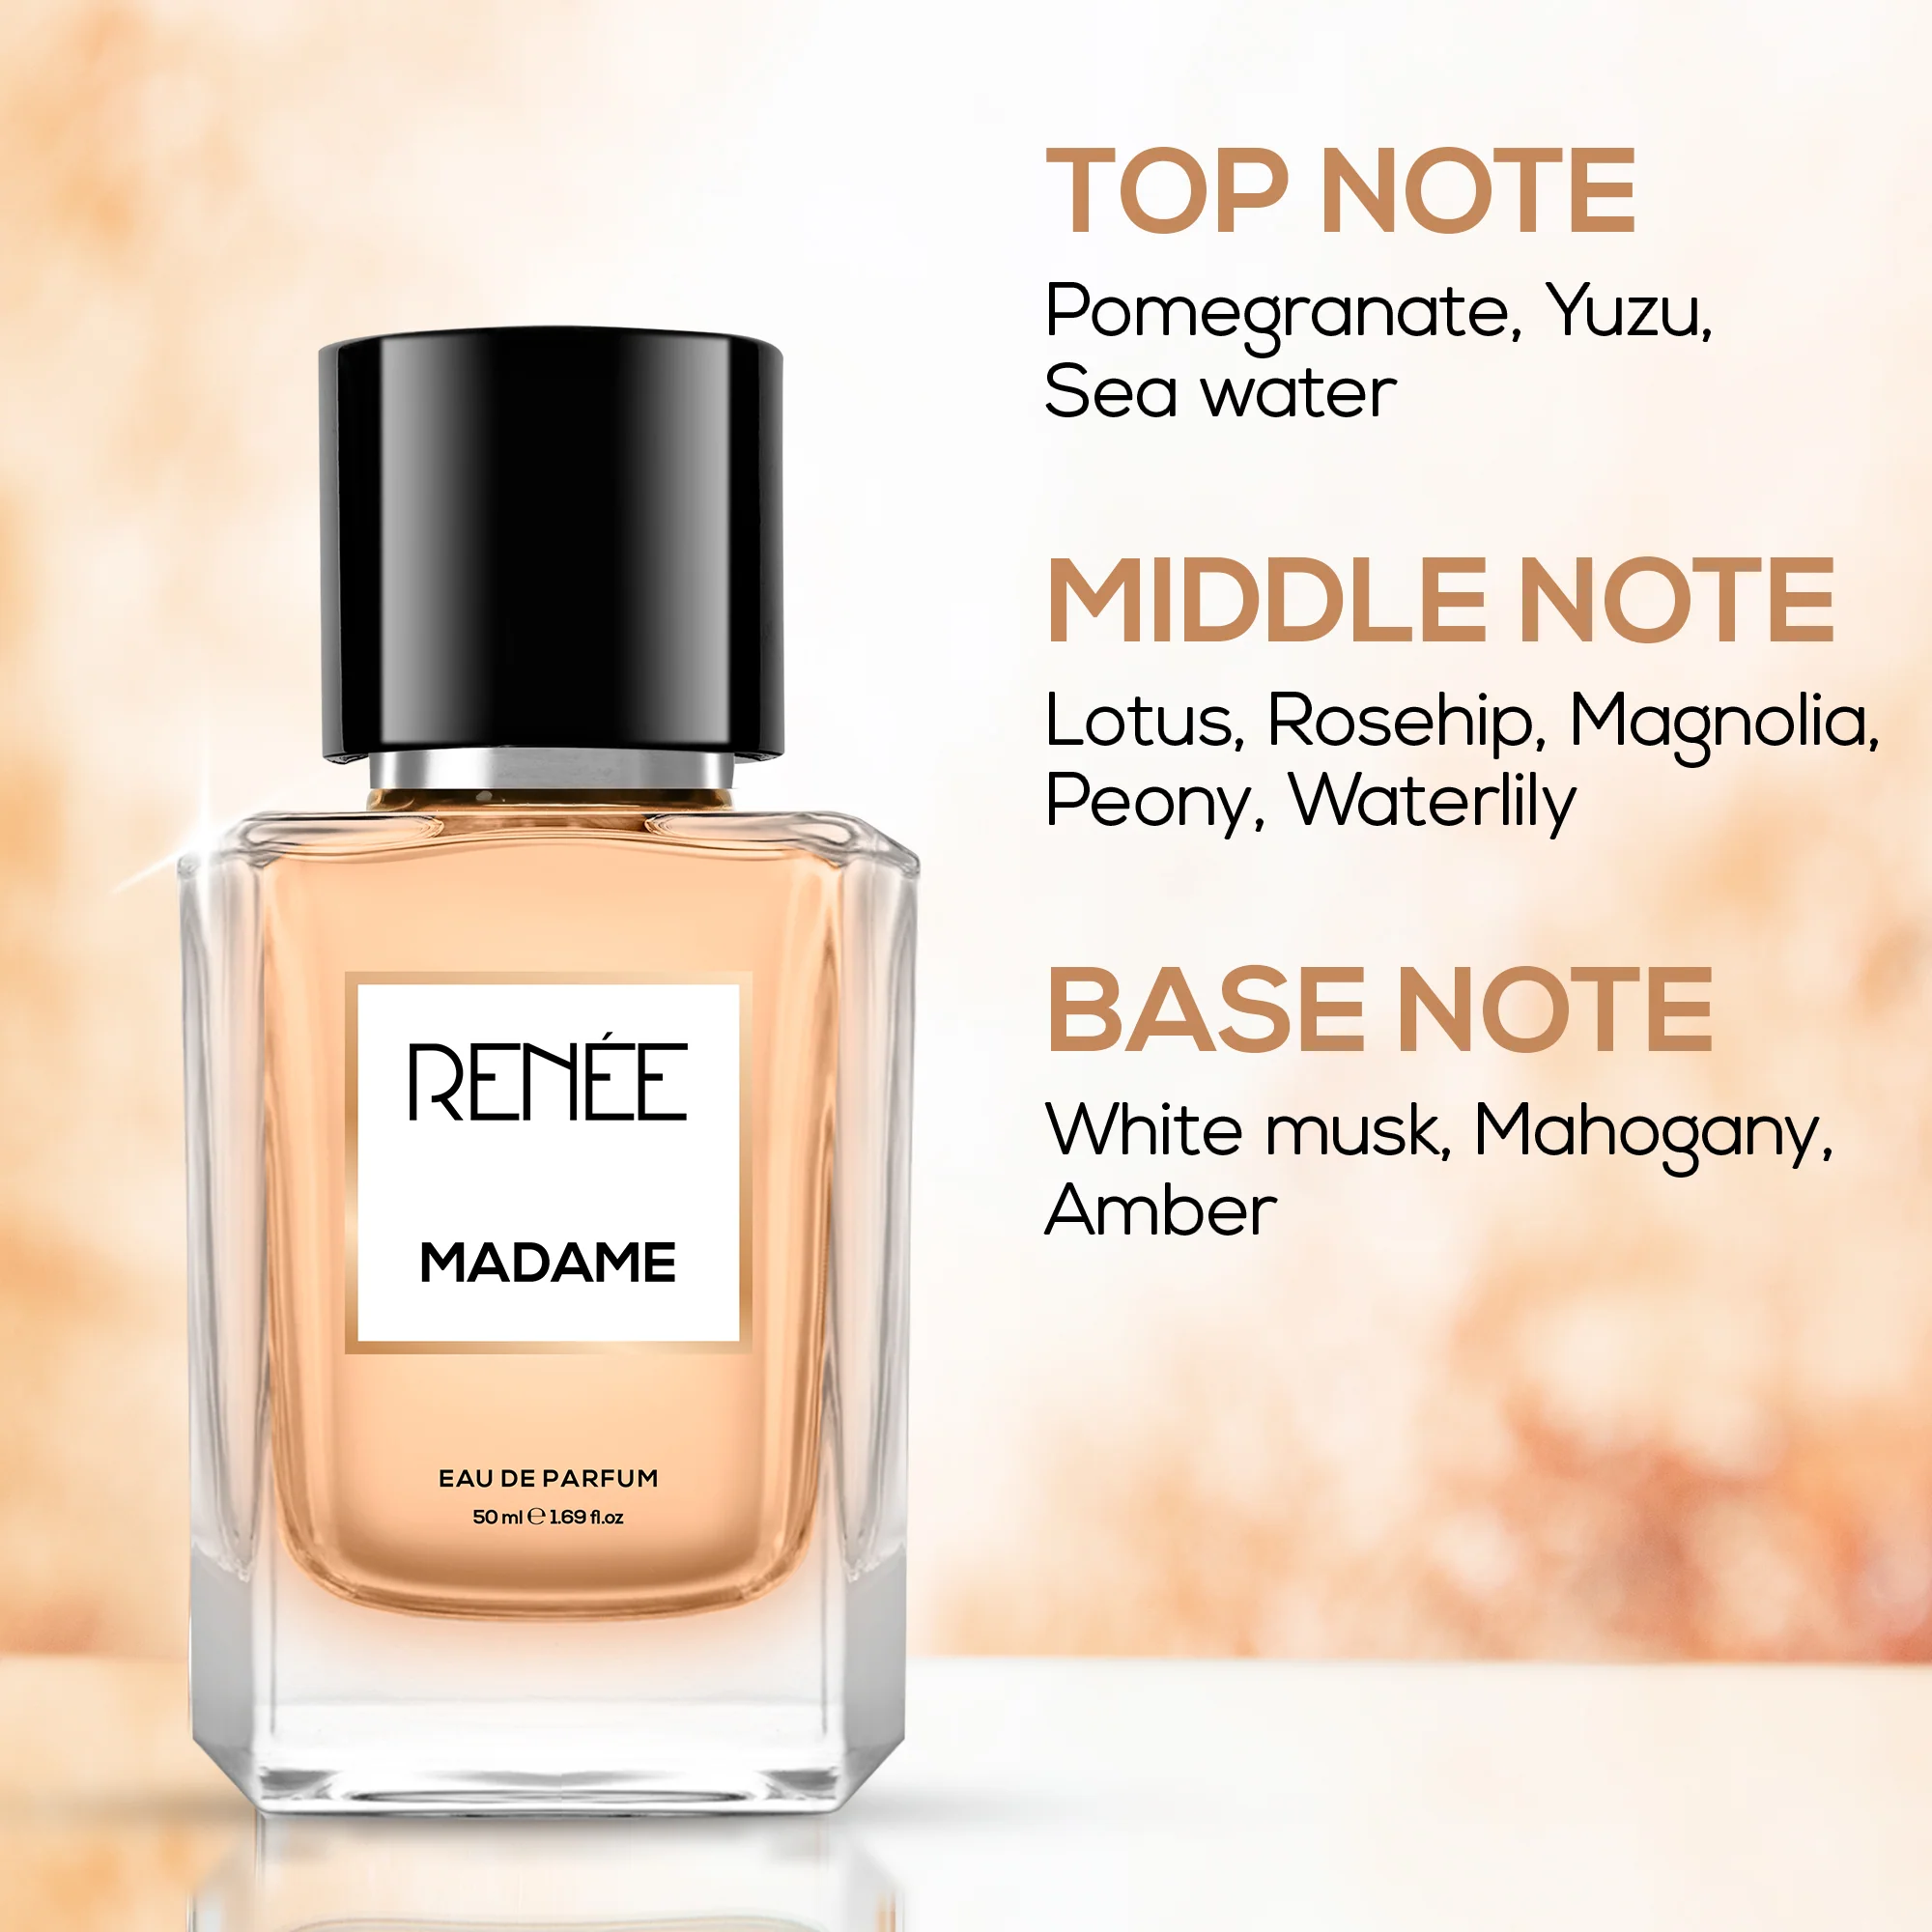 TOP NOTE
Pomegranate, Yuzu,
Sea water
MIDDLE NOTE
Lotus, Rosehip, Magnolia,
Peony, Waterlily
BASE NOTE
White musk, Mahogany,
Amber
RENÉE
MADAME
EAU DE PARFUM
50 ml ℮ 1.69 fl.oz